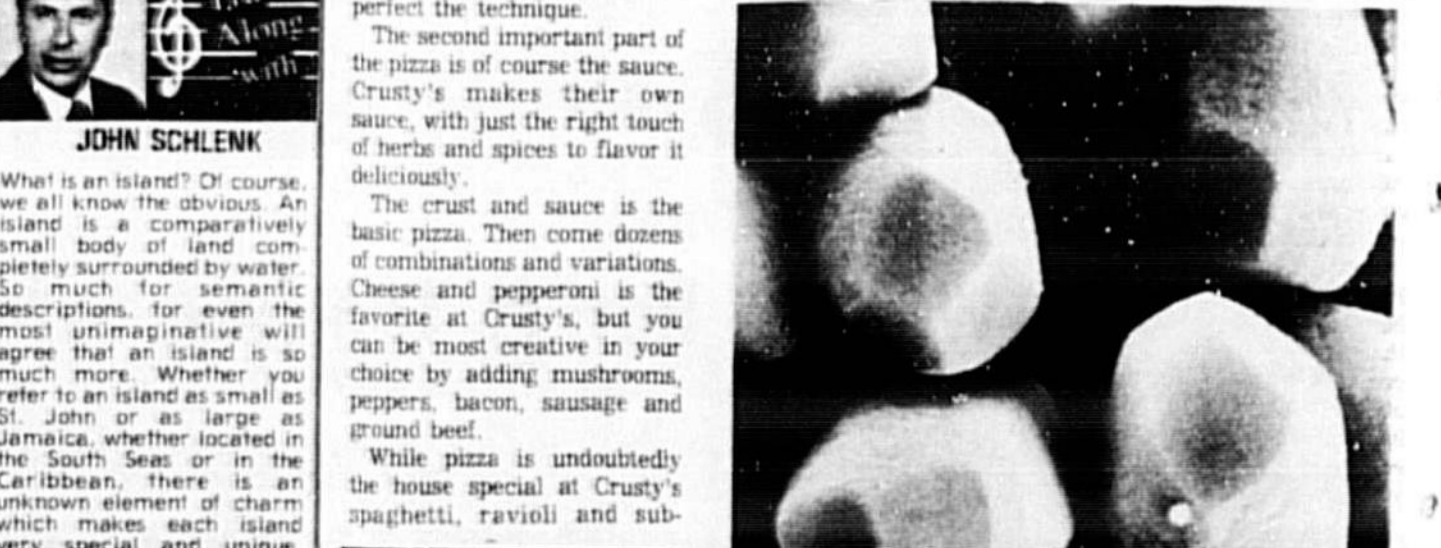 Along
with
JOHN SCHLENK
What is an island? Of course,
we all know the obvious. An
island is a comparatively
small body of land com-
pletely surrounded by water.
So much for semantic
descriptions, for even the
most unimaginative will
agree that an island is so
much more. Whether you
refer to an island as small as
St. John or as large as
Jamaica, whether located in
the South Seas or in the
Caribbean, there is an
unknown element of charm
which makes each island
very special and unique.
perfect the technique.
The second important part of
the pizza is of course the sauce.
Crusty's makes their own
sauce, with just the right touch
of herbs and spices to flavor it
deliciously.
The crust and sauce is the
basic pizza. Then come dozens
of combinations and variations.
Cheese and pepperoni is the
favorite at Crusty's, but you
can be most creative in your
choice by adding mushrooms,
peppers, bacon, sausage and
ground beef.
While pizza is undoubtedly
the house special at Crusty's
spaghetti, ravioli and sub-